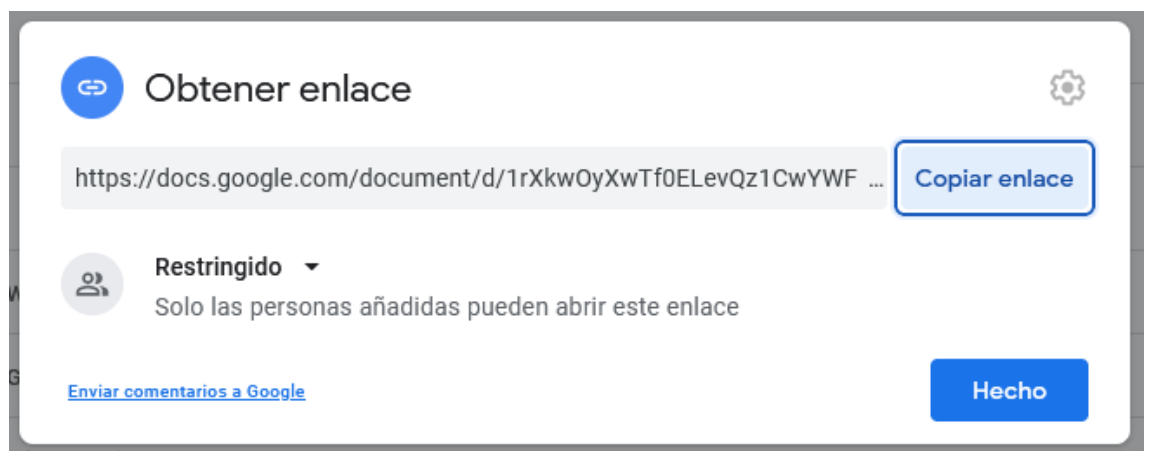 Obtener enlace
https://docs.google.com/document/d/1rXkwOyXwTf0ELevQz1CwYWF ...
Copiar enlace
Restringido
Solo las personas añadidas pueden abrir este enlace
Enviar comentarios a Google
Hecho